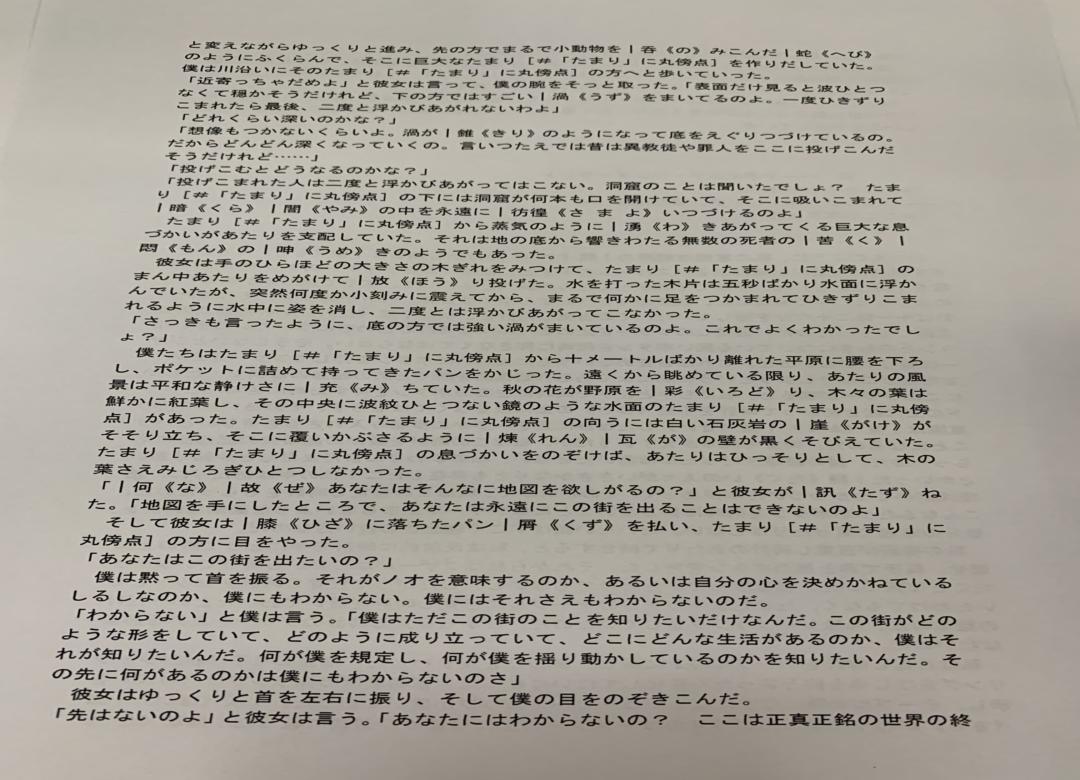 と変えながらゆっくりと進み、先の方でまるで小動物を|呑《の》みこんだ|蛇《へび》
のようにふくらんで、そこに巨大なたまり［＃「たまり」に丸傍点］を作りだしていた。
僕は川沿いにそのたまり［＃「たまり」に丸傍点］の方へと歩いていった。
「近寄っちゃだめよ」と彼女は言って、僕の腕をそっと取った。「表面だけ見ると波ひとつ
なくて穏かそうだけれど、下の方ではすごい|渦《うず》をまいてるのよ。一度ひきずり
こまれたら最後、二度と浮かびあがれないわよ」
「どれくらい深いのかな？」
「想像もつかないくらいよ。渦が|錐《きり》のようになって底をえぐりつづけているの。
だからどんどん深くなっていくの。言いつたえでは昔は異教徒や罪人をここに投げこんだ
そうだけれど……」
「投げこむとどうなるのかな？」
「投げこまれた人は二度と浮かびあがってはこない。洞窟のことは聞いたでしょ？　たま
り［＃「たまり」に丸傍点］の下には洞窟が何本も口を開けていて、そこに吸いこまれて
|暗《くら》|闇《やみ》の中を永遠に|彷徨《さ ま よ》いつづけるのよ」
たまり［＃「たまり」に丸傍点］から蒸気のように|湧《わ》きあがってくる巨大な息
づかいがあたりを支配していた。それは地の底から響きわたる無数の死者の|苦《く》|
悶《もん》の|呻《うめ》きのようでもあった。
彼女は手のひらほどの大きさの木ぎれをみつけて、たまり［＃「たまり」に丸傍点］の
まん中あたりをめがけて|放《ほう》り投げた。水を打った木片は五秒ばかり水面に浮か
んでいたが、突然何度か小刻みに震えてから、まるで何かに足をつかまれてひきずりこま
れるように水中に姿を消し、二度とは浮かびあがってこなかった。
「さっきも言ったように、底の方では強い渦がまいているのよ。これでよくわかったでし
ょ？」
僕たちはたまり［＃「たまり」に丸傍点］から十メートルばかり離れた平原に腰を下ろ
し、ポケットに詰めて持ってきたパンをかじった。遠くから眺めている限り、あたりの風
景は平和な静けさに|充《み》ちていた。秋の花が野原を|彩《いろど》り、木々の葉は
鮮かに紅葉し、その中央に波紋ひとつない鏡のような水面のたまり［＃「たまり」に丸傍
点］があった。たまり［＃「たまり」に丸傍点］の向うには白い石灰岩の|崖《がけ》が
そそり立ち、そこに覆いかぶさるように|煉《れん》|瓦《が》の壁が黒くそびえていた。
たまり［＃「たまり」に丸傍点］の息づかいをのぞけば、あたりはひっそりとして、木の
葉さえみじろぎひとつしなかった。
「|何《な》|故《ぜ》あなたはそんなに地図を欲しがるの？」と彼女が|訊《たず》ね
た。「地図を手にしたところで、あなたは永遠にこの街を出ることはできないのよ」
そして彼女は|膝《ひざ》に落ちたパン|屑《くず》を払い、たまり［＃「たまり」に
丸傍点］の方に目をやった。
「あなたはこの街を出たいの？」
僕は黙って首を振る。それがノオを意味するのか、あるいは自分の心を決めかねている
しるしなのか、僕にもわからない。僕にはそれさえもわからないのだ。
「わからない」と僕は言う。「僕はただこの街のことを知りたいだけなんだ。この街がどの
ような形をしていて、どのように成り立っていて、どこにどんな生活があるのか、僕はそ
れが知りたいんだ。何が僕を規定し、何が僕を揺り動かしているのかを知りたいんだ。そ
の先に何があるのかは僕にもわからないのさ」
彼女はゆっくりと首を左右に振り、そして僕の目をのぞきこんだ。
「先はないのよ」と彼女は言う。「あなたにはわからないの？　ここは正真正銘の世界の終